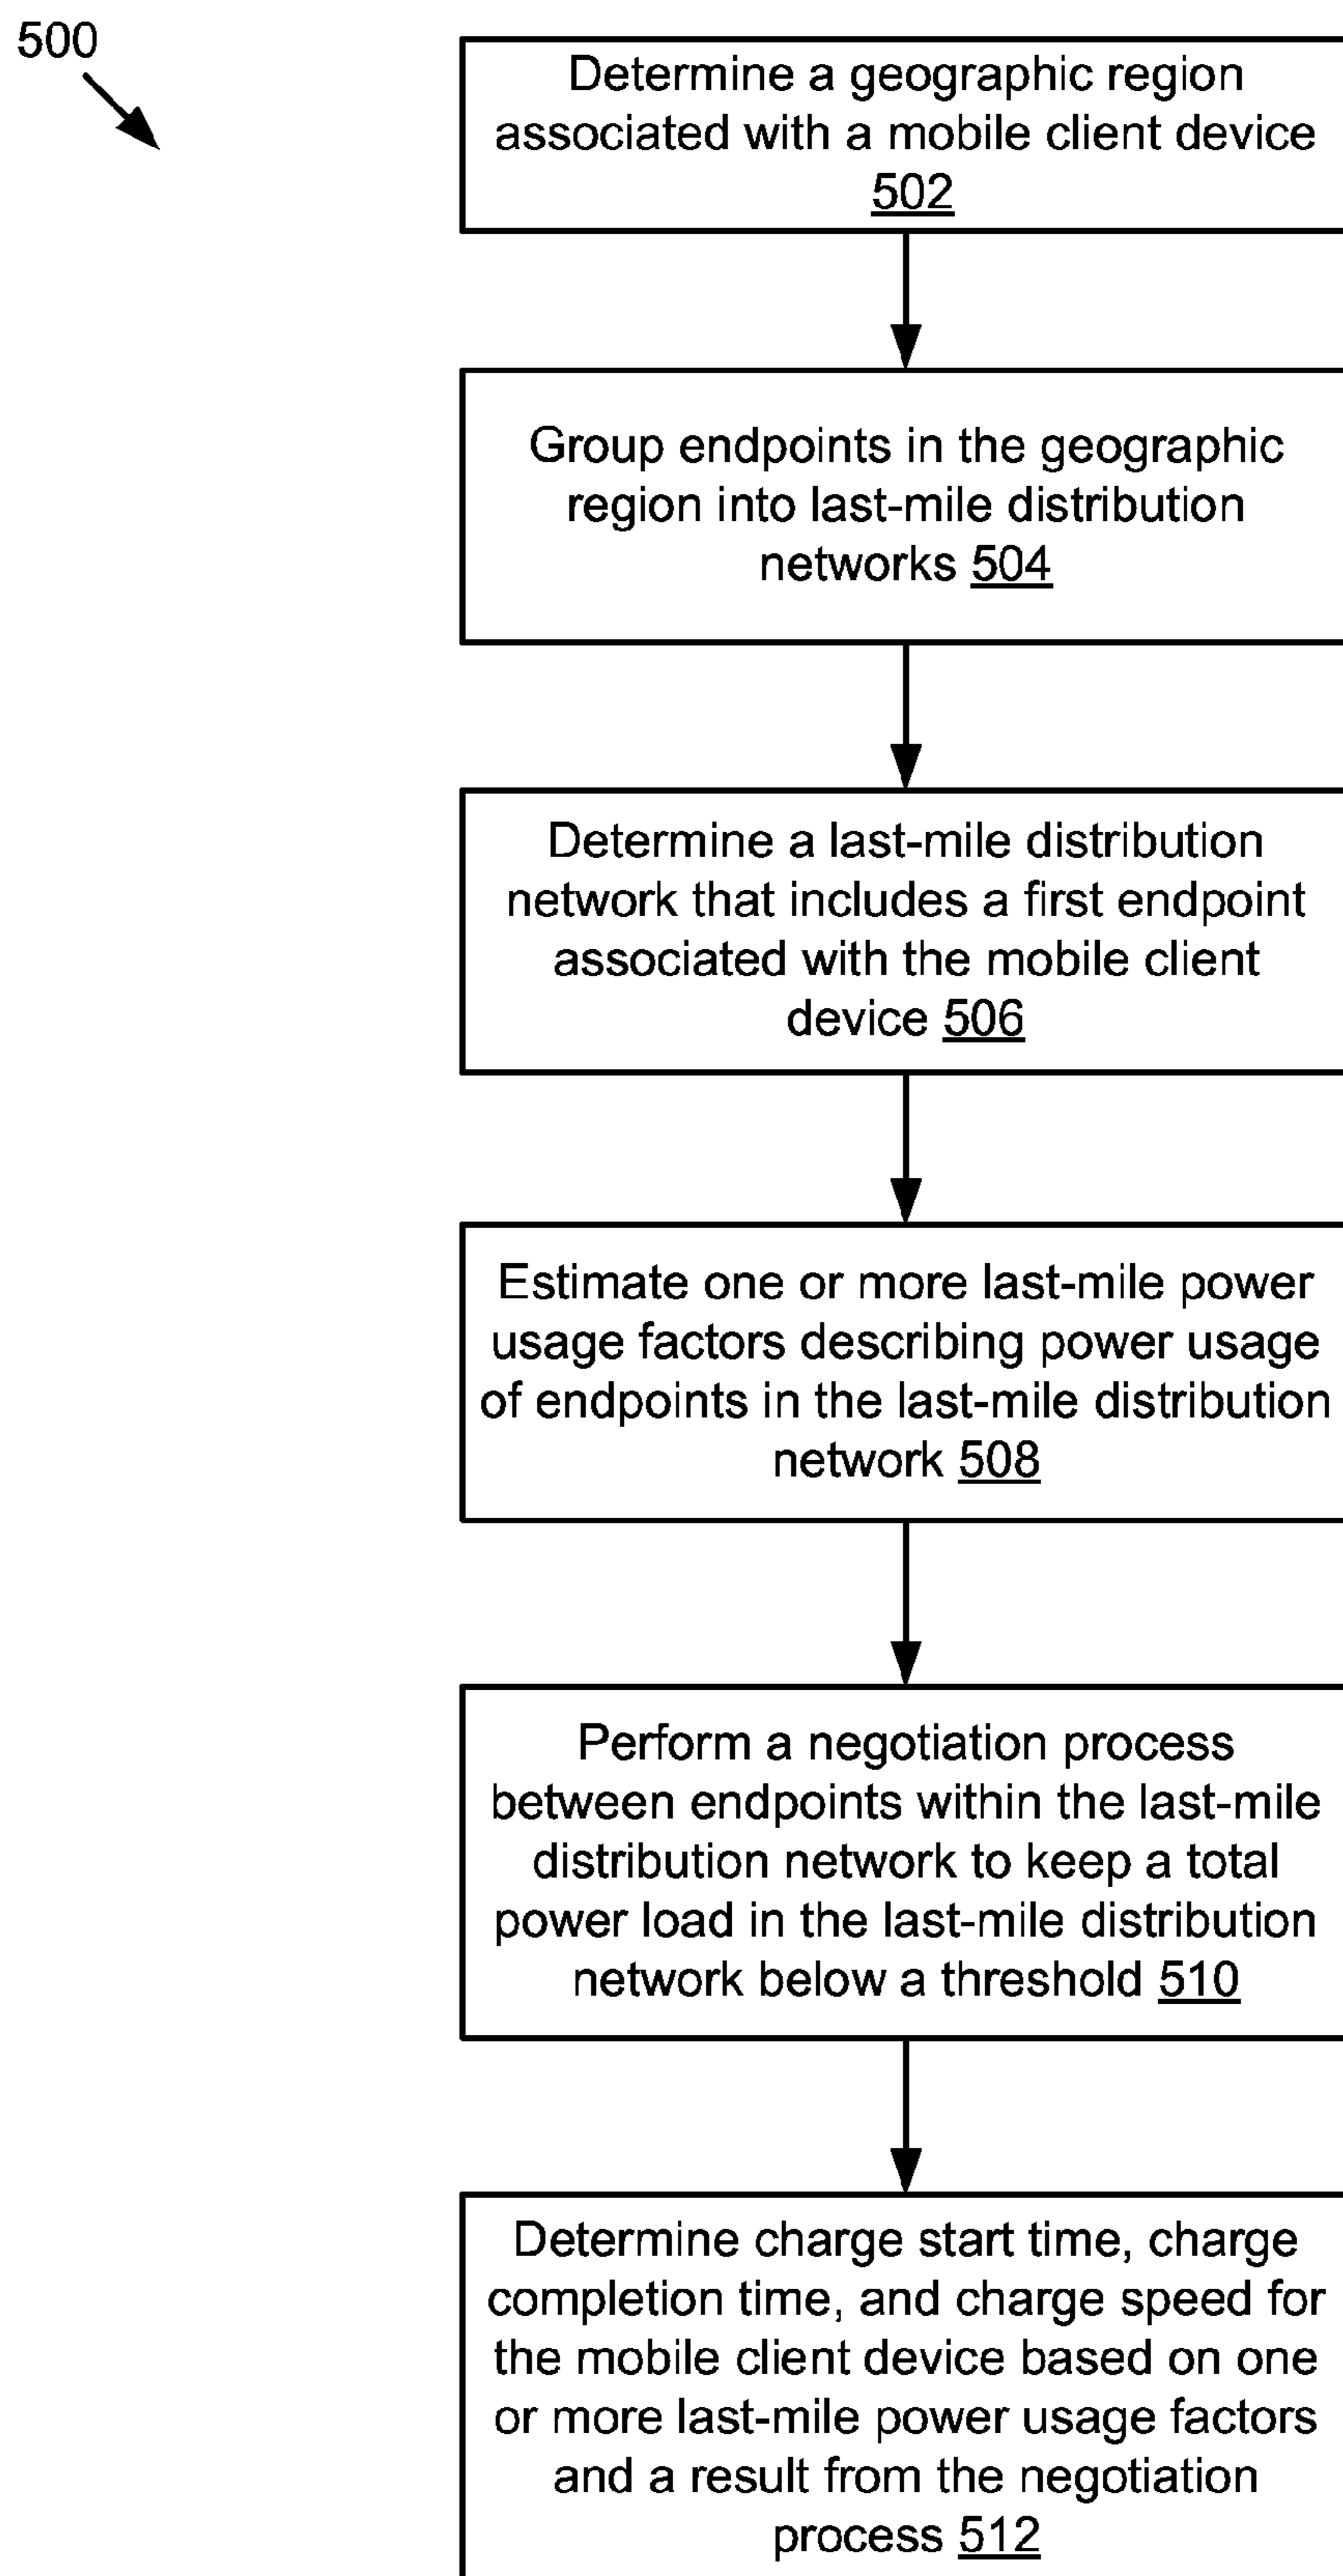 500
Determine a geographic region
associated with a mobile client device
502
Group endpoints in the geographic
region into last-mile distribution
networks 504
Determine a last-mile distribution
network that includes a first endpoint
associated with the mobile client
device 506
Estimate one or more last-mile power
usage factors describing power usage
of endpoints in the last-mile distribution
network 508
Perform a negotiation process
between endpoints within the last-mile
distribution network to keep a total
power load in the last-mile distribution
network below a threshold 510
Determine charge start time, charge
completion time, and charge speed for
the mobile client device based on one
or more last-mile power usage factors
and a result from the negotiation
process 512